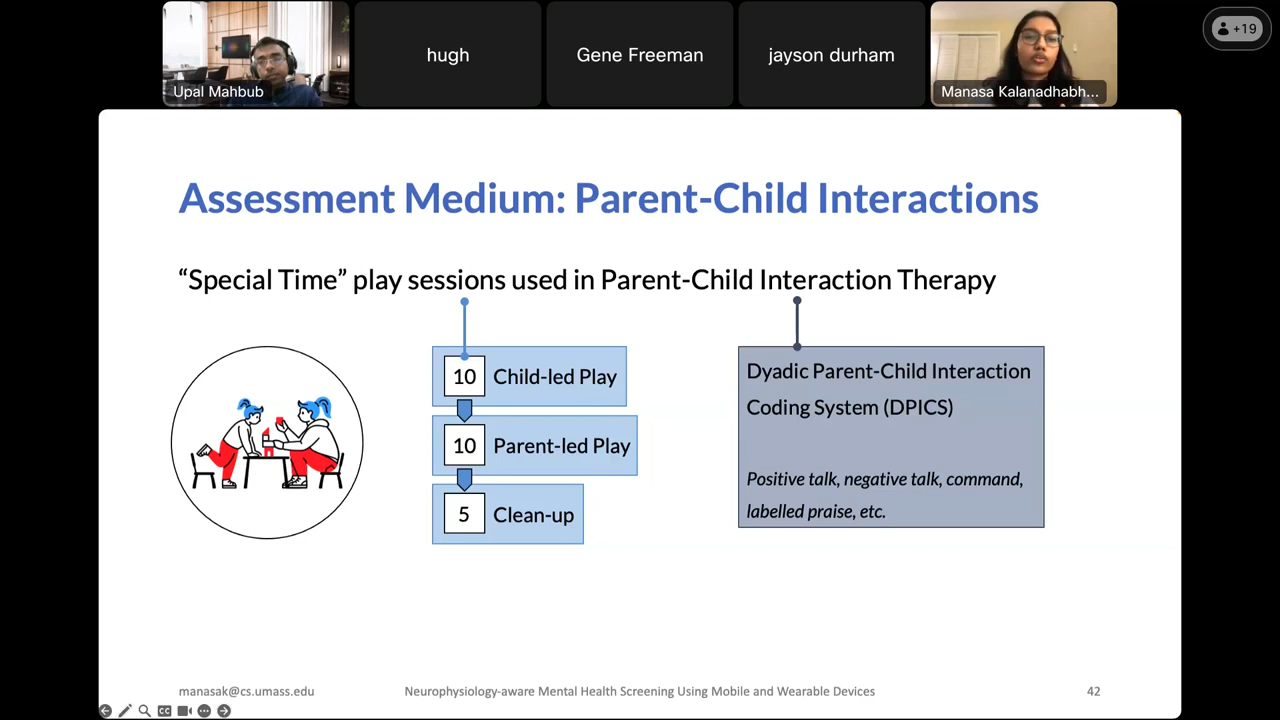 Upal Mahbub
hugh
Gene Freeman
jayson durham
Manasa Kalanadhabh...
+19
Assessment Medium: Parent-Child Interactions
“Special Time” play sessions used in Parent-Child Interaction Therapy
10 Child-led Play
10 Parent-led Play
5 Clean-up
Dyadic Parent-Child Interaction
Coding System (DPICS)
Positive talk, negative talk, command,
labelled praise, etc.
manasak@cs.umass.edu
Neurophysiology-aware Mental Health Screening Using Mobile and Wearable Devices
42
CC